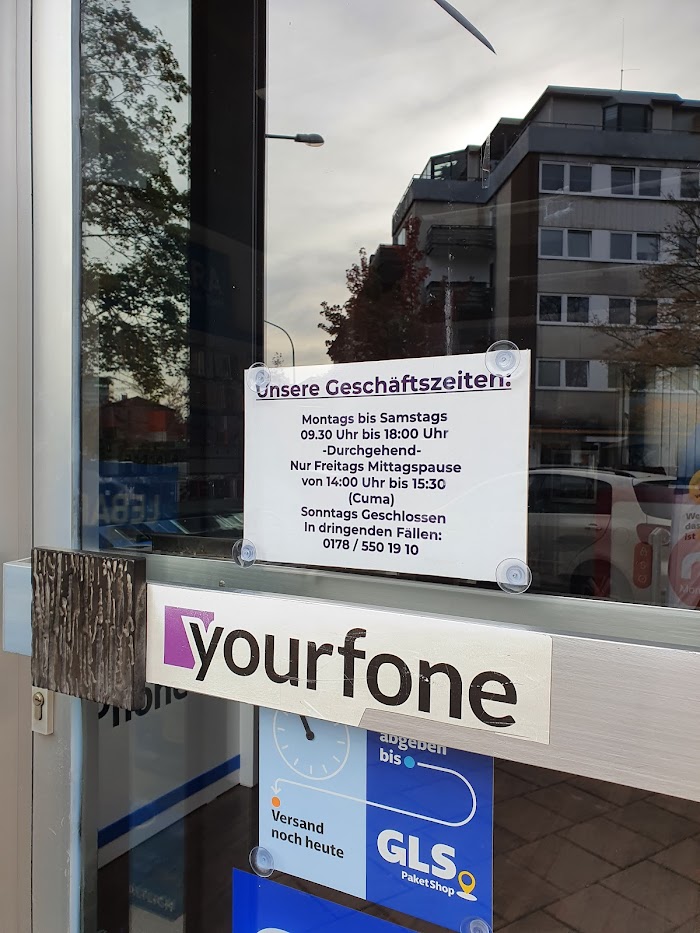 Unsere Geschäftszeiten:
Montags bis Samstags
09.30 Uhr bis 18:00 Uhr
-Durchgehend-
Nur Freitags Mittagspause
von 14:00 Uhr bis 15:30
(Cuma)
Sonntags Geschlossen
In dringenden Fällen:
0178 / 550 19 10
yourfone
abgeben
bis
Versand
noch heute
GLS
PaketShop